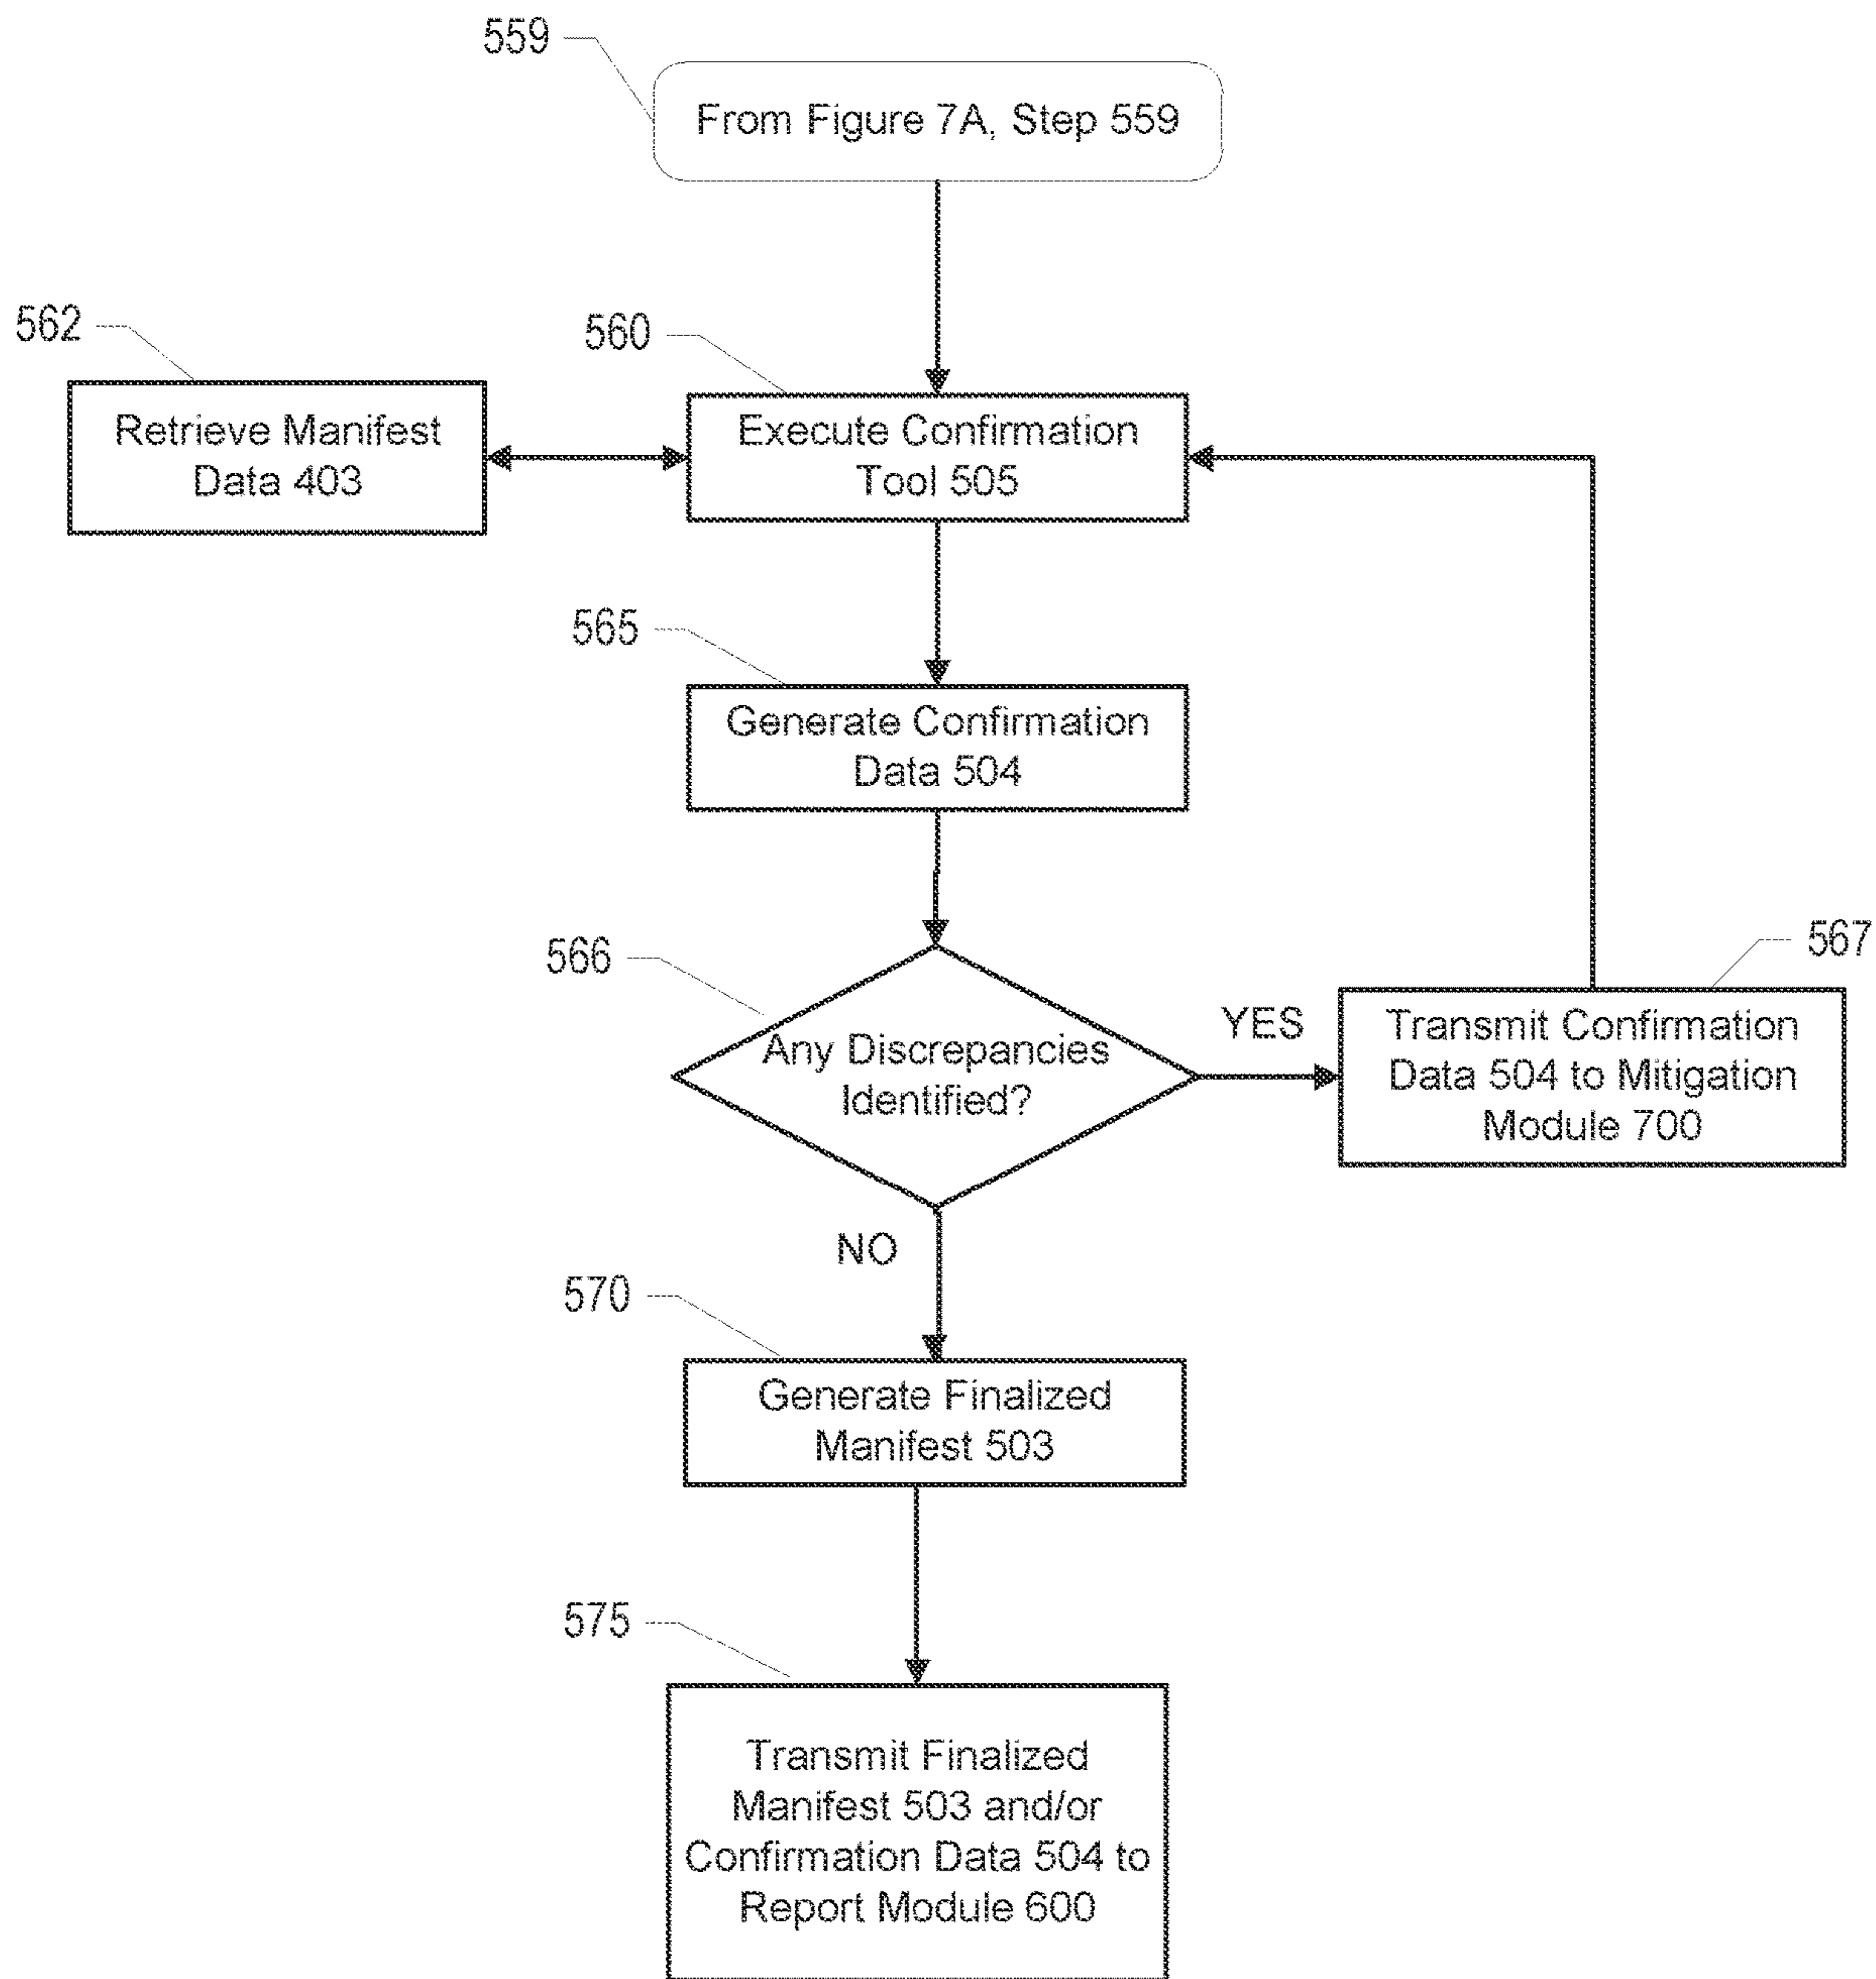 559
From Figure 7A, Step 559
562
560
Retrieve Manifest
Data 403
Execute Confirmation
Tool 505
565
Generate Confirmation
Data 504
566
Any Discrepancies
Identified?
YES
567
Transmit Confirmation
Data 504 to Mitigation
Module 700
NO
570
Generate Finalized
Manifest 503
575
Transmit Finalized
Manifest 503 and/or
Confirmation Data 504 to
Report Module 600